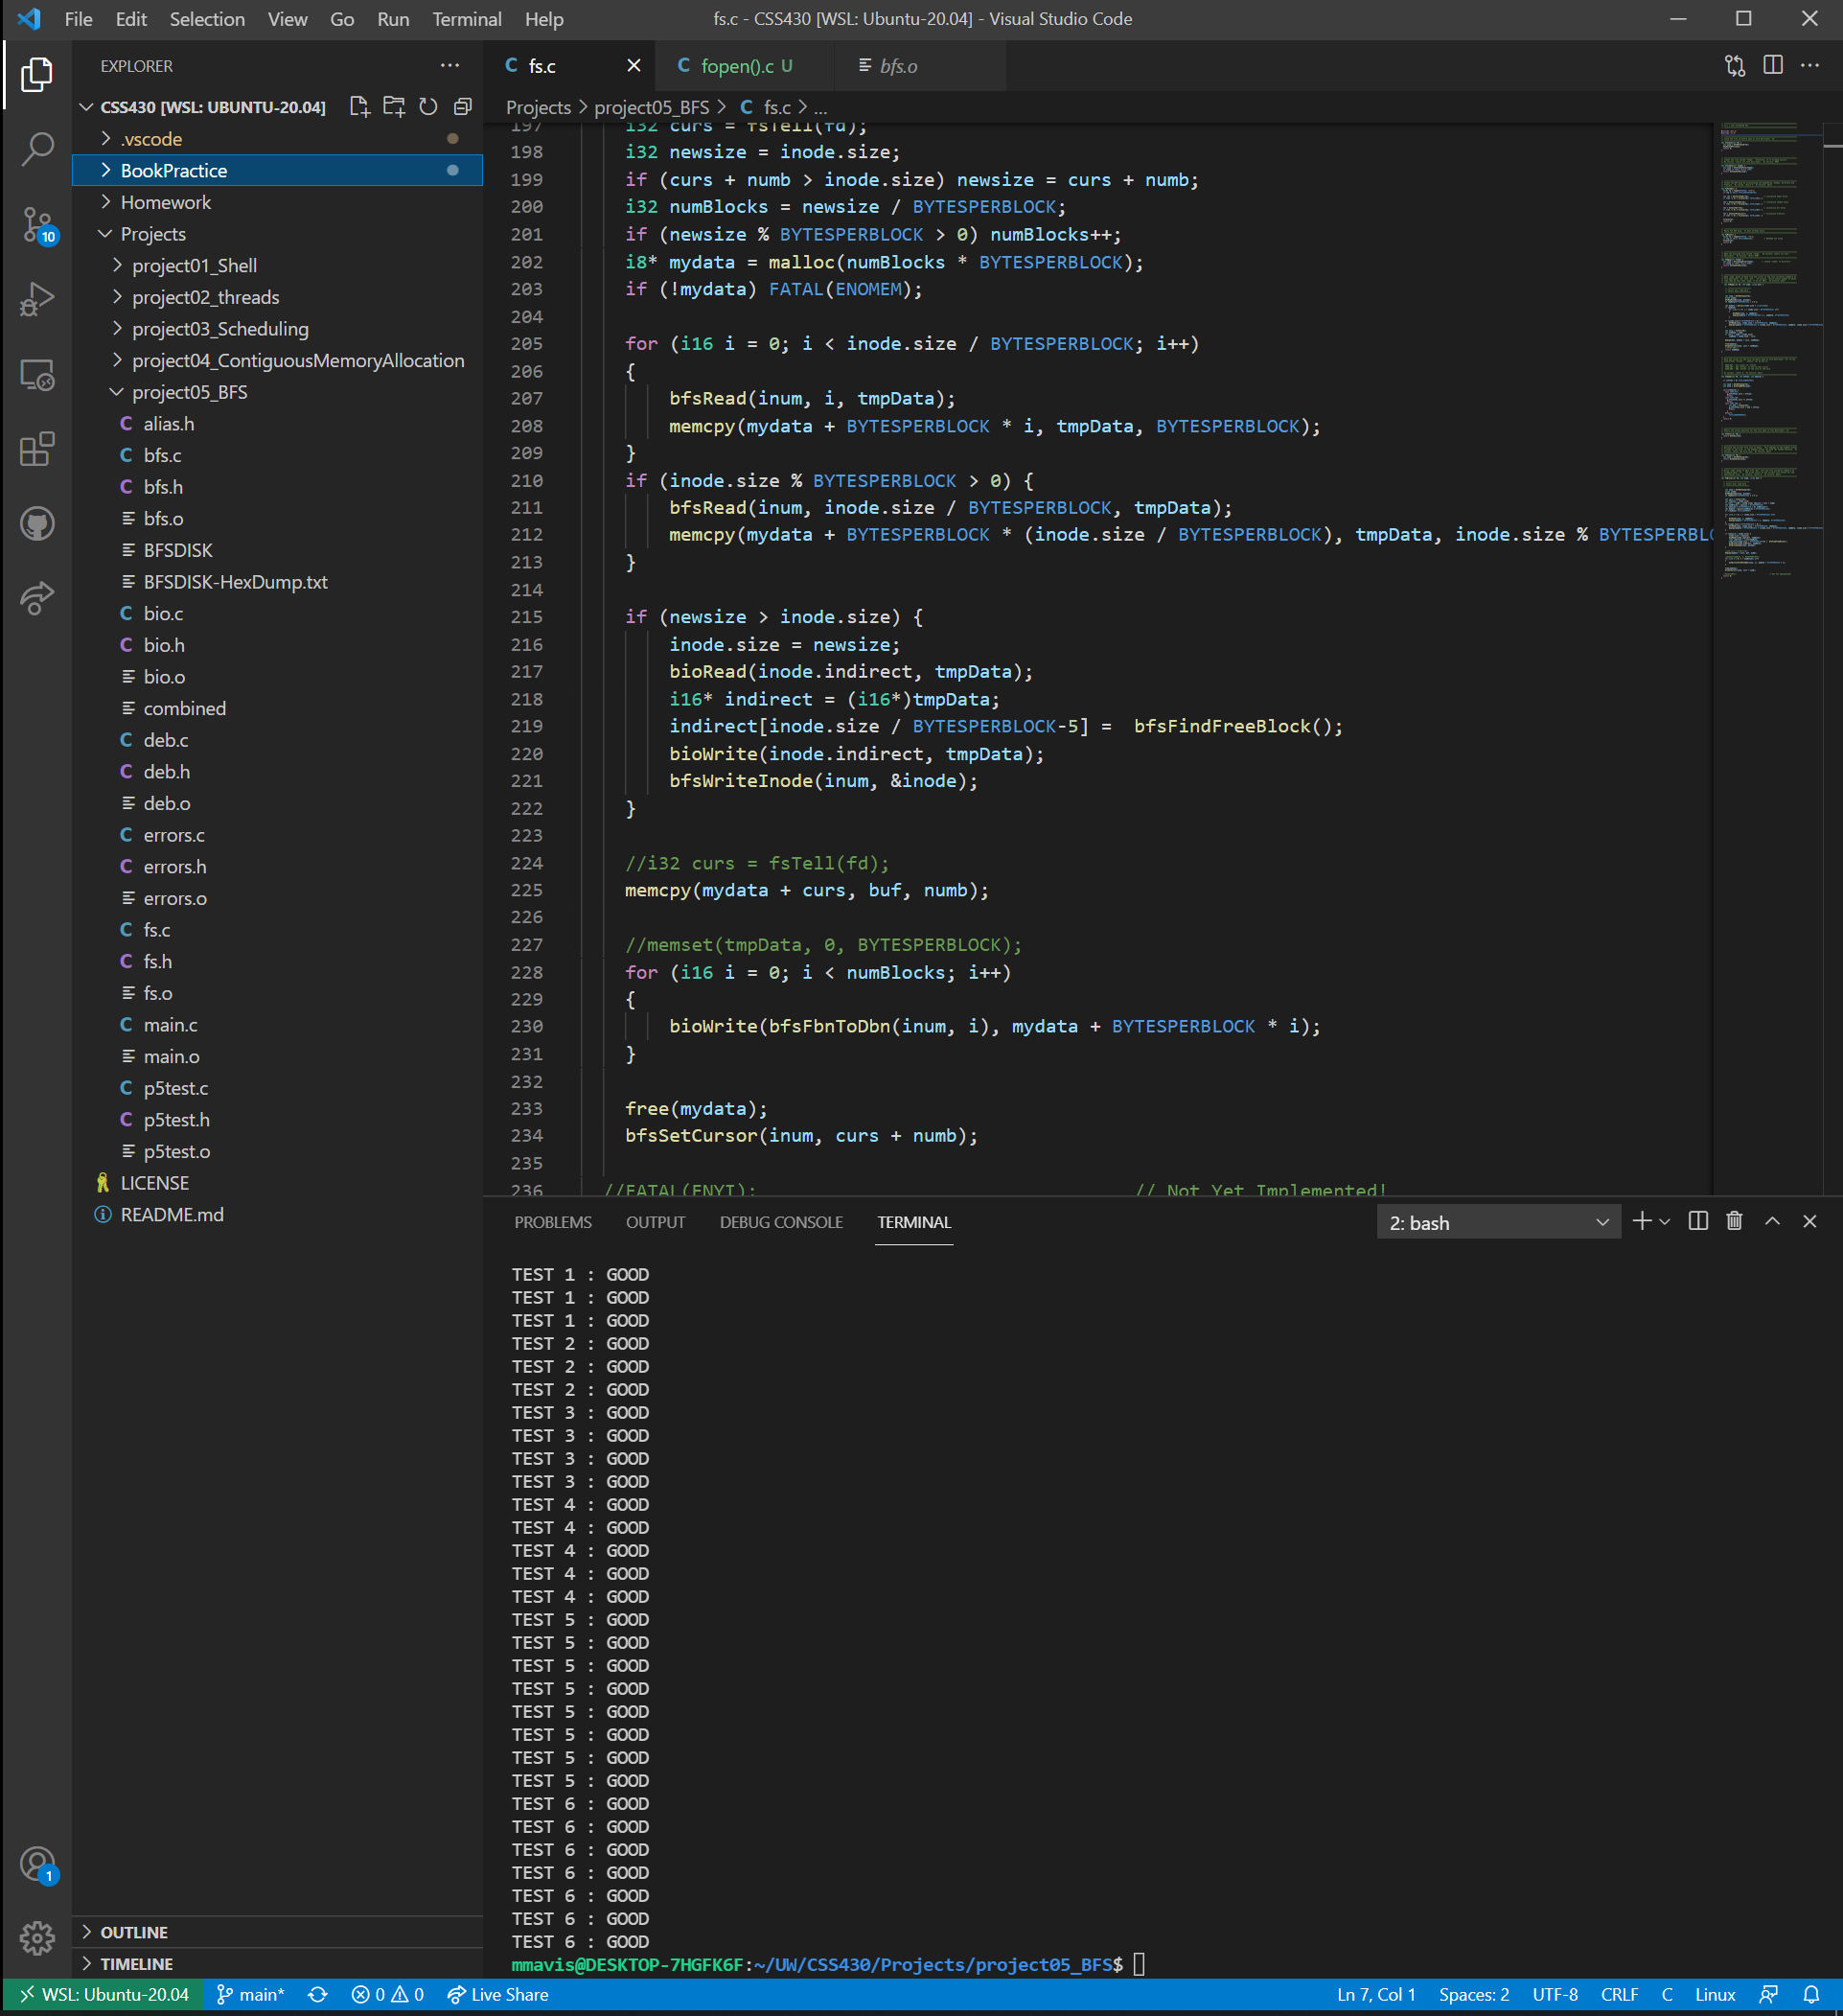 File Edit Selection View Go Run Terminal Help
fs.c - CSS430 [WSL: Ubuntu-20.04] - Visual Studio Code
EXPLORER
CSS430 [WSL: UBUNTU-20.04]
.vscode
BookPractice
Homework
Projects
project01_Shell
project02_threads
project03_Scheduling
project04_ContiguousMemoryAllocation
project05_BFS
C alias.h
C bfs.c
C bfs.h
bfs.o
BFSDISK
BFSDISK-HexDump.txt
C bio.c
C bio.h
bio.o
combined
C deb.c
C deb.h
deb.o
C errors.c
C errors.h
errors.o
C fs.c
C fs.h
fs.o
C main.c
main.o
C p5test.c
C p5test.h
p5test.o
LICENSE
README.md
OUTLINE
TIMELINE
10
1
C fs.c
C fopen().c U
bfs.o
Projects > project05_BFS > C fs.c > ...
197 i32 curs = fsTell(fd);
198 i32 newsize = inode.size;
199 if (curs + numb > inode.size) newsize = curs + numb;
200 i32 numBlocks = newsize / BYTESPERBLOCK;
201 if (newsize % BYTESPERBLOCK > 0) numBlocks++;
202 i8* mydata = malloc(numBlocks * BYTESPERBLOCK);
203 if (!mydata) FATAL(ENOMEM);
204
205 for (i16 i = 0; i < inode.size / BYTESPERBLOCK; i++)
206 {
207 bfsRead(inum, i, tmpData);
208 memcpy(mydata + BYTESPERBLOCK * i, tmpData, BYTESPERBLOCK);
209 }
210 if (inode.size % BYTESPERBLOCK > 0) {
211 bfsRead(inum, inode.size / BYTESPERBLOCK, tmpData);
212 memcpy(mydata + BYTESPERBLOCK * (inode.size / BYTESPERBLOCK), tmpData, inode.size % BYTESPERBLO
213 }
214
215 if (newsize > inode.size) {
216 inode.size = newsize;
217 bioRead(inode.indirect, tmpData);
218 i16* indirect = (i16*)tmpData;
219 indirect[inode.size / BYTESPERBLOCK-5] =  bfsFindFreeBlock();
220 bioWrite(inode.indirect, tmpData);
221 bfsWriteInode(inum, &inode);
222 }
223
224 //i32 curs = fsTell(fd);
225 memcpy(mydata + curs, buf, numb);
226
227 //memset(tmpData, 0, BYTESPERBLOCK);
228 for (i16 i = 0; i < numBlocks; i++)
229 {
230 bioWrite(bfsFbnToDbn(inum, i), mydata + BYTESPERBLOCK * i);
231 }
232
233 free(mydata);
234 bfsSetCursor(inum, curs + numb);
235
236 //FATAL(ENYI); // Not Yet Implemented!
PROBLEMS OUTPUT DEBUG CONSOLE TERMINAL
2: bash
TEST 1 : GOOD
TEST 1 : GOOD
TEST 1 : GOOD
TEST 2 : GOOD
TEST 2 : GOOD
TEST 2 : GOOD
TEST 3 : GOOD
TEST 3 : GOOD
TEST 3 : GOOD
TEST 3 : GOOD
TEST 4 : GOOD
TEST 4 : GOOD
TEST 4 : GOOD
TEST 4 : GOOD
TEST 4 : GOOD
TEST 5 : GOOD
TEST 5 : GOOD
TEST 5 : GOOD
TEST 5 : GOOD
TEST 5 : GOOD
TEST 5 : GOOD
TEST 5 : GOOD
TEST 5 : GOOD
TEST 6 : GOOD
TEST 6 : GOOD
TEST 6 : GOOD
TEST 6 : GOOD
TEST 6 : GOOD
TEST 6 : GOOD
TEST 6 : GOOD
mmavis@DESKTOP-7HGFK6F:~/UW/CSS430/Projects/project05_BFS$
WSL: Ubuntu-20.04 main* 0 0 Live Share
Ln 7, Col 1 Spaces: 2 UTF-8 CRLF C Linux